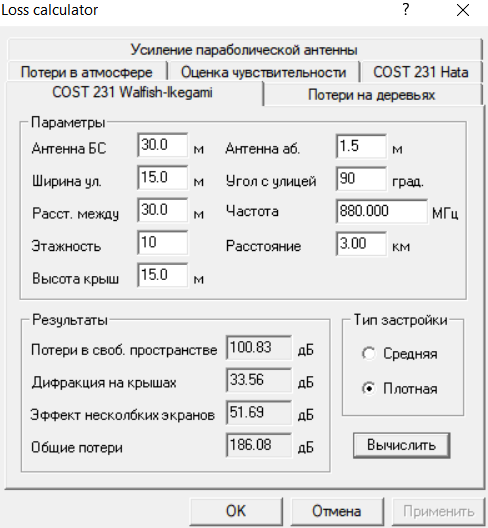 Loss calculator ?
Усиление параболической антенны
Потери в атмосфере Оценка чувствительности COST 231 Hata
COST 231 Walfish-Ikegami Потери на деревьях
Параметры
Антенна БС 30.0 м Антенна аб. 1.5 м
Ширина ул. 15.0 м Угол с улицей 90 град.
Расст. между 30.0 м Частота 880.000 МГц
Этажность 10 Расстояние 3.00 км
Высота крыш 15.0 м
Результаты Тип застройки
Потери в своб. пространстве 100.83 дБ Средняя
Дифракция на крышах 33.56 дБ Плотная
Эффект несколбких экранов 51.69 дБ
Общие потери 186.08 дБ Вычислить
OK Отмена Применить